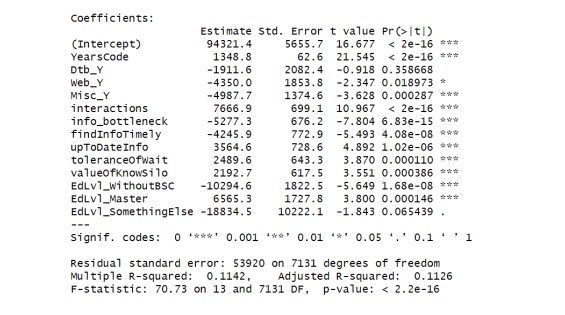 Coefficients:
Estimate Std. Error t value Pr(>|t|)
(Intercept) 94321.4 5655.7 16.677 < 2e-16 ***
YearsCode 1348.8 62.6 21.545 < 2e-16 ***
Dtb_Y -1911.6 2082.4 -0.918 0.358668
Web_Y -4350.0 1853.8 -2.347 0.018973 *
Misc_Y -4987.7 1374.6 -3.628 0.000287 ***
interactions 7666.9 699.1 10.967 < 2e-16 ***
info_bottleneck -5277.3 676.2 -7.804 6.83e-15 ***
findInfoTimely -4245.9 772.9 -5.493 4.08e-08 ***
upToDateInfo 3564.6 728.6 4.892 1.02e-06 ***
toleranceOfWait 2489.6 643.3 3.870 0.000110 ***
valueOfKnowSilo 2192.7 617.5 3.551 0.000386 ***
EdLvl_WithoutBSC -10294.6 1822.5 -5.649 1.68e-08 ***
EdLvl_Master 6565.3 1727.8 3.800 0.000146 ***
EdLvl_SomethingElse -18834.5 10222.1 -1.843 0.065439 .
---
Signif. codes: 0 ‘***’ 0.001 ‘**’ 0.01 ‘*’ 0.05 ‘.’ 0.1 ‘ ’ 1
Residual standard error: 53920 on 7131 degrees of freedom
Multiple R-squared: 0.1142, Adjusted R-squared: 0.1126
F-statistic: 70.73 on 13 and 7131 DF, p-value: < 2.2e-16